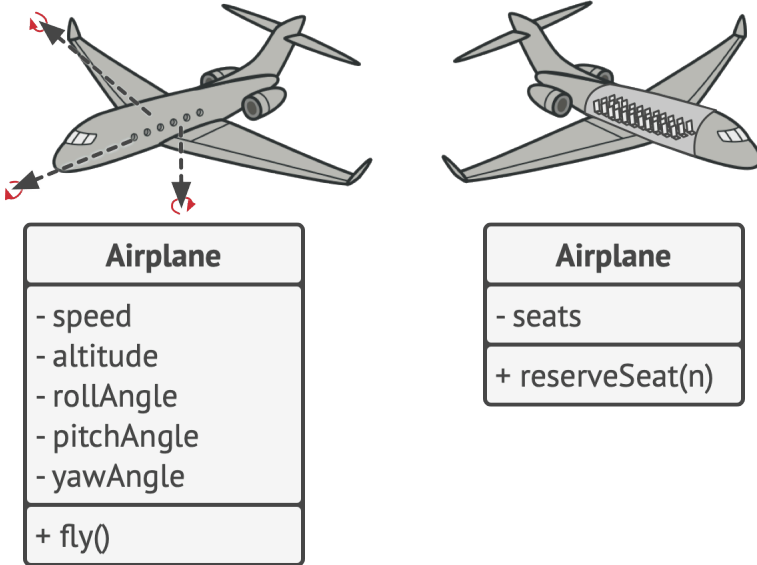 Airplane
- speed
- altitude
- rollAngle
- pitchAngle
- yawAngle
+ fly()
Airplane
- seats
+ reserveSeat(n)